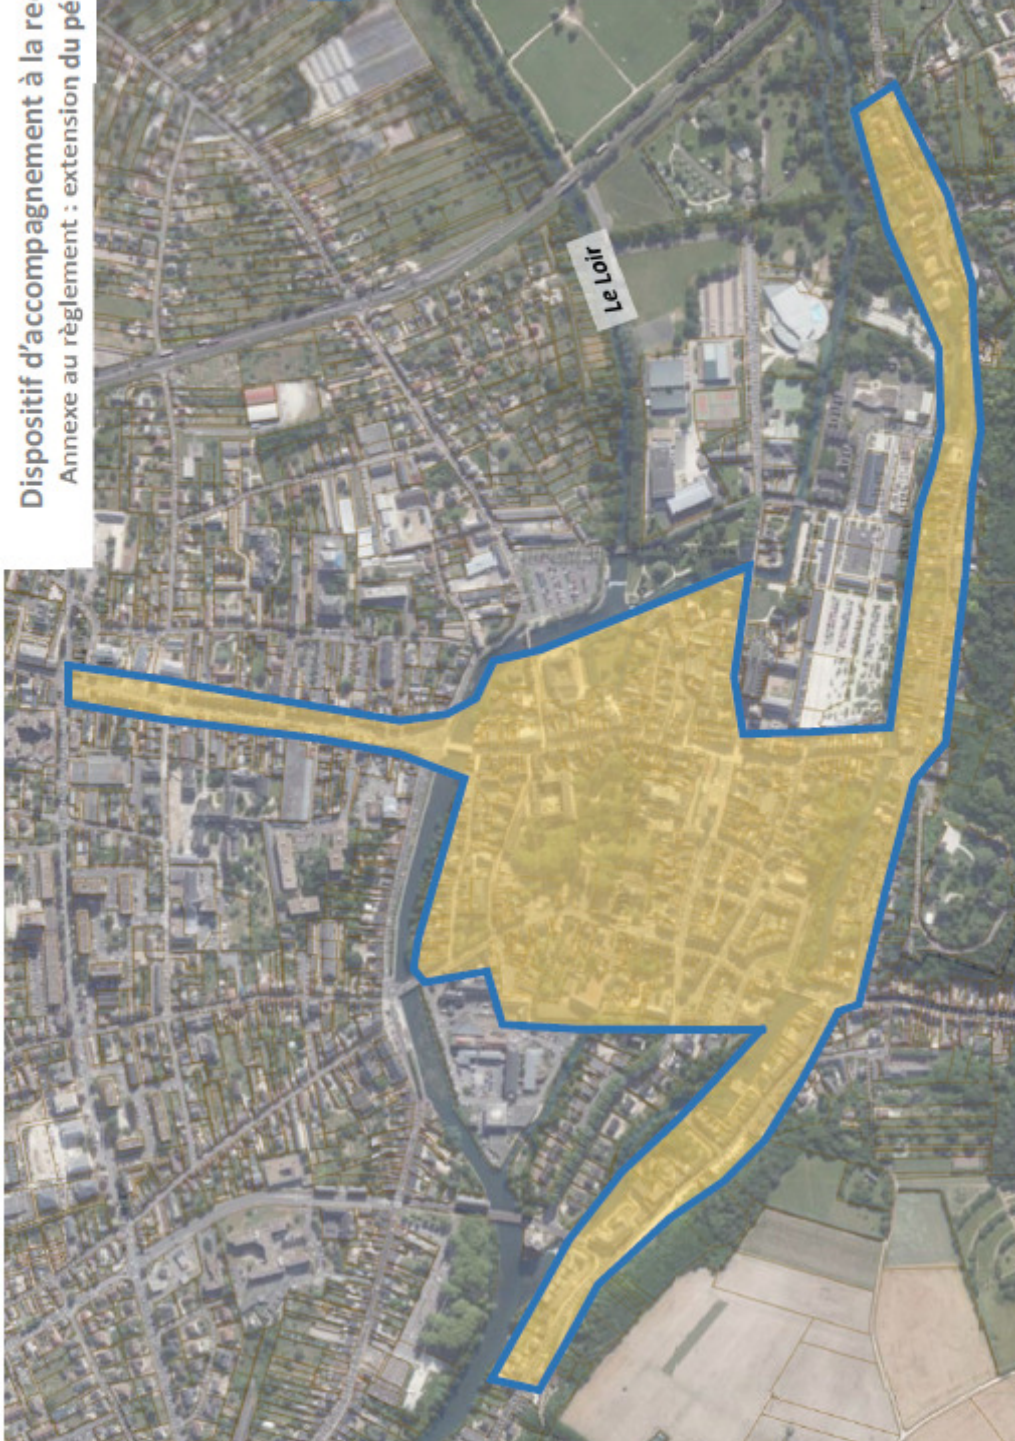 Dispositif d'accompagnement à la re
Annexe au règlement : extension du pé
Le Loir